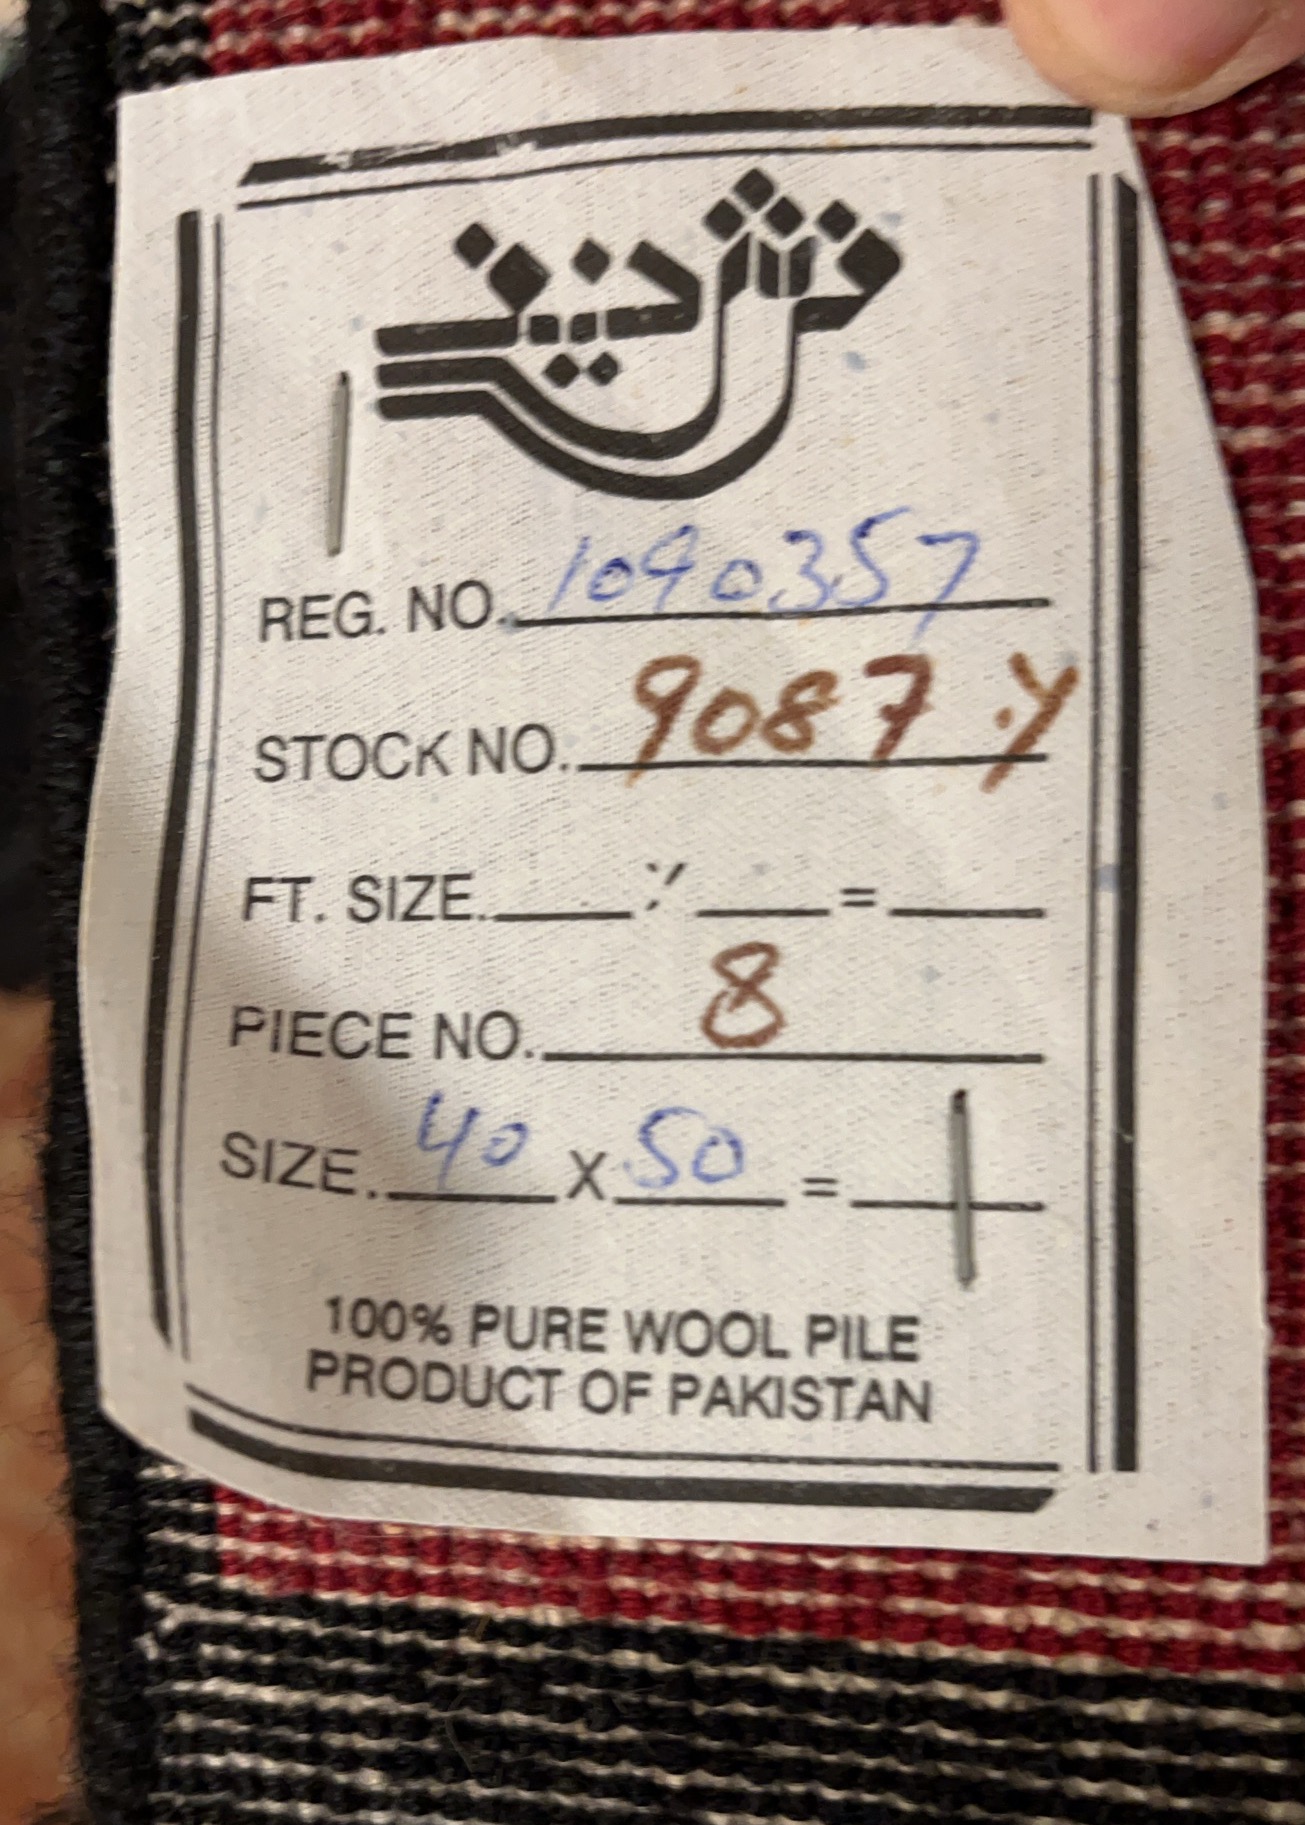 REG. NO. 1090357
STOCK NO. 9087.Y
FT. SIZE. X =
PIECE NO. 8
SIZE. 40 X 50 =
100% PURE WOOL PILE
PRODUCT OF PAKISTAN